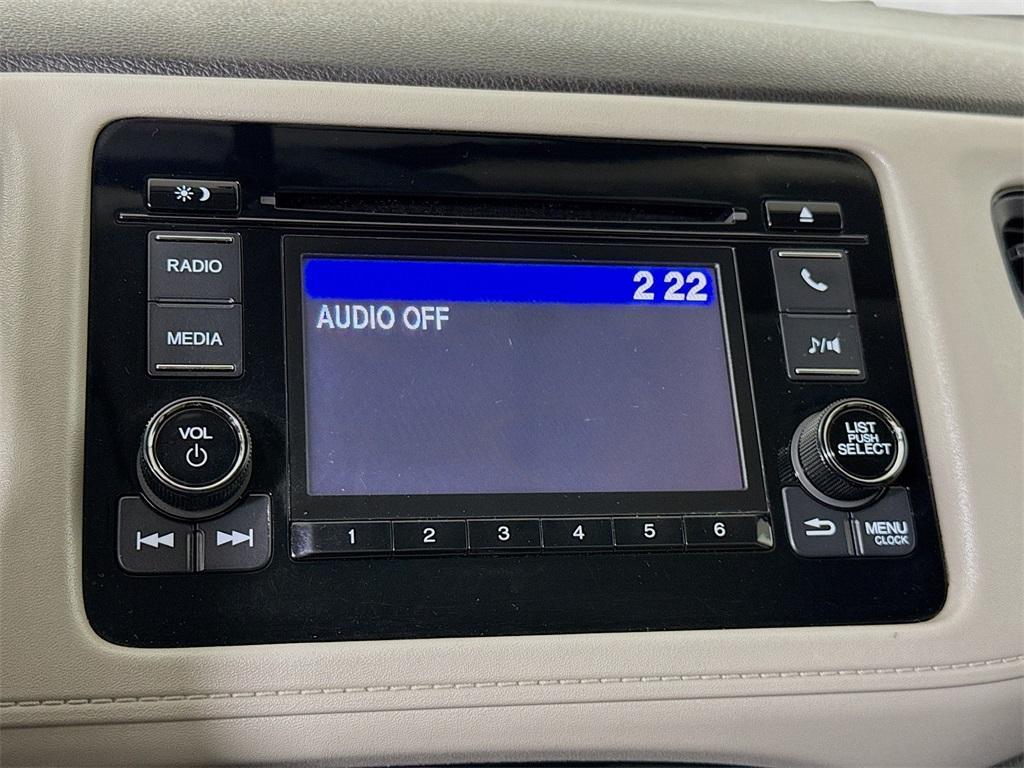 RADIO
MEDIA
2 22
AUDIO OFF
VOL
LIST
PUSH
SELECT
1 2 3 4 5 6
MENU
CLOCK